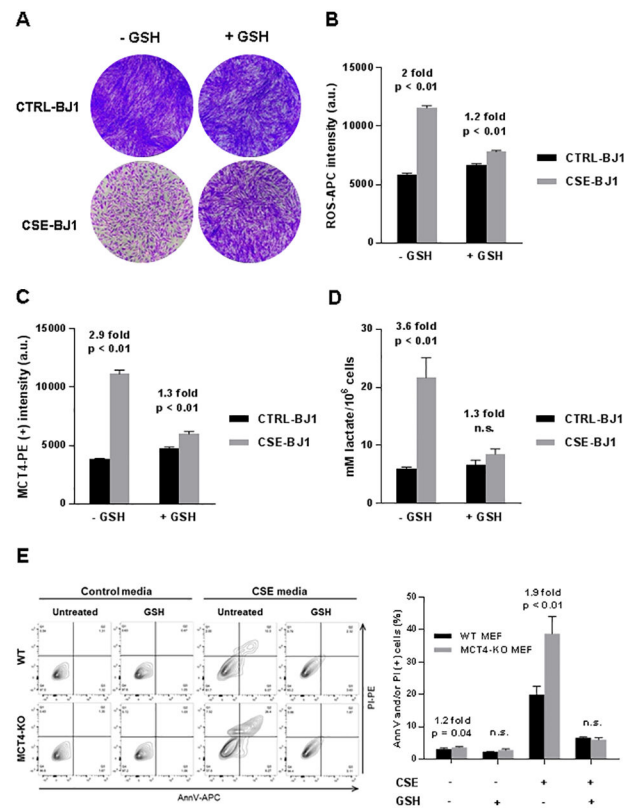 A
- GSH + GSH
CTRL-BJ1
CSE-BJ1
B
ROS-APC intensity (a.u.)
15000
10000
5000
0
2 fold
p < 0.01
1.2 fold
p < 0.01
- GSH + GSH
CTRL-BJ1
CSE-BJ1
C
MCT4-PE (+) intensity (a.u.)
15000
10000
5000
0
2.9 fold
p < 0.01
1.3 fold
p < 0.01
- GSH + GSH
CTRL-BJ1
CSE-BJ1
D
mM lactate/10⁶ cells
30
20
10
0
3.6 fold
p < 0.01
1.3 fold
n.s.
- GSH + GSH
CTRL-BJ1
CSE-BJ1
E
Control media CSE media
Untreated GSH Untreated GSH
WT
MCT4-KO
PI-PE
AnnV-APC
AnnV and/or PI (+) cells (%)
50
40
30
20
10
0
1.2 fold
p = 0.04
n.s.
1.9 fold
p < 0.01
n.s.
WT MEF
MCT4-KO MEF
CSE - - + +
GSH - + - +